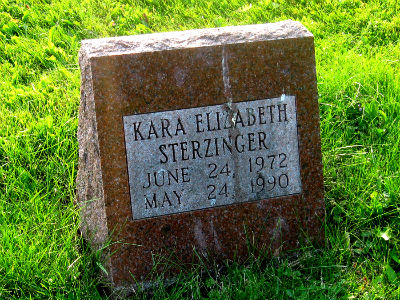 KARA ELIZABETH
STERZINGER
JUNE 24, 1972
MAY 24, 1990